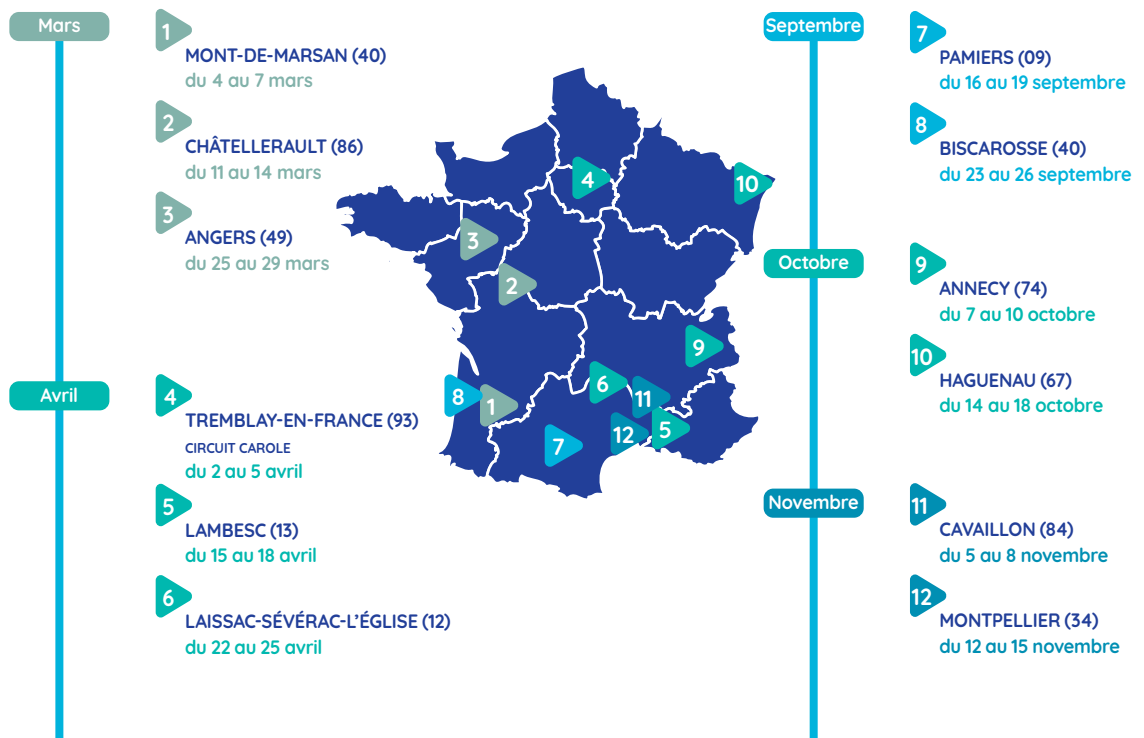 Mars
1
MONT-DE-MARSAN (40)
du 4 au 7 mars
2
CHÂTELLERAULT (86)
du 11 au 14 mars
3
ANGERS (49)
du 25 au 29 mars
Avril
4
TREMBLAY-EN-FRANCE (93)
CIRCUIT CAROLE
du 2 au 5 avril
5
LAMBESC (13)
du 15 au 18 avril
6
LAISSAC-SÉVÉRAC-L’ÉGLISE (12)
du 22 au 25 avril
4
10
3
2
9
6
8
1
11
5
12
7
Septembre
7
PAMIERS (09)
du 16 au 19 septembre
8
BISCAROSSE (40)
du 23 au 26 septembre
Octobre
9
ANNECY (74)
du 7 au 10 octobre
10
HAGUENAU (67)
du 14 au 18 octobre
Novembre
11
CAVAILLON (84)
du 5 au 8 novembre
12
MONTPELLIER (34)
du 12 au 15 novembre